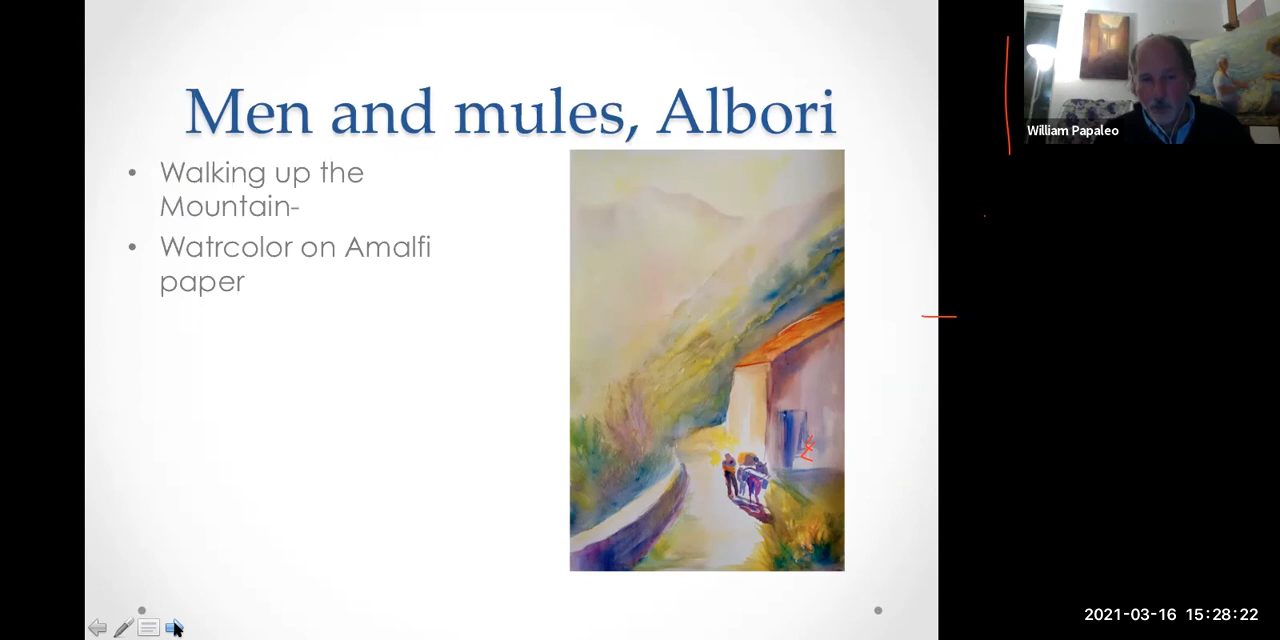 Men and mules, Albori
Walking up the
Mountain-
Watrcolor on Amalfi
paper
William Papaleo
2021-03-16 15:28:22